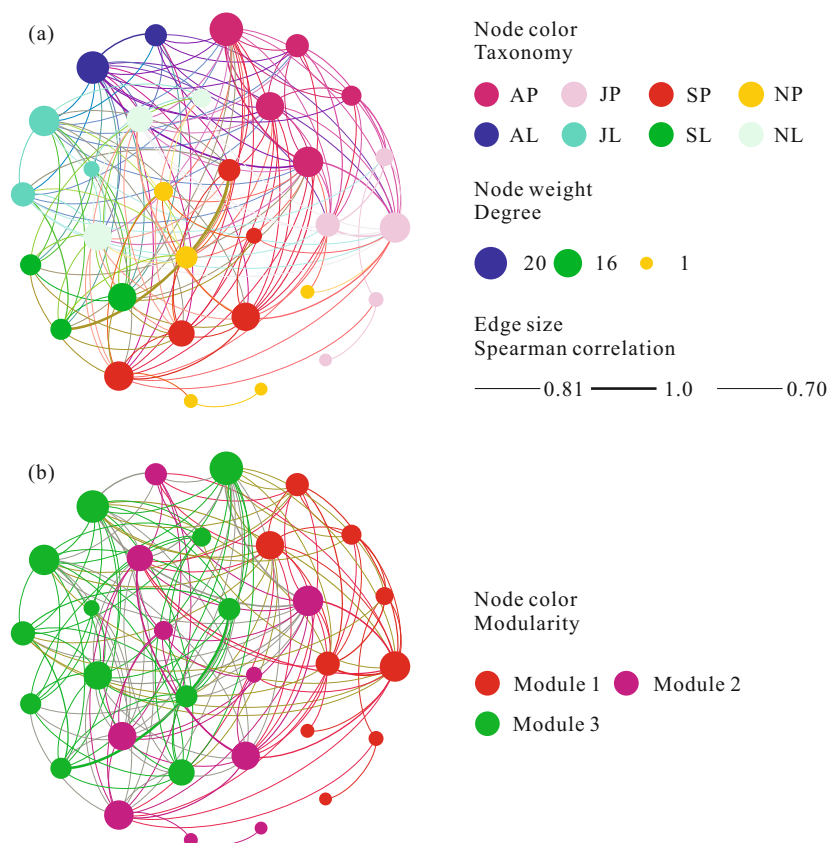 (a)
Node color
Taxonomy
AP JP SP NP
AL JL SL NL
Node weight
Degree
20 16 1
Edge size
Spearman correlation
0.81 1.0 0.70
(b)
Node color
Modularity
Module 1 Module 2
Module 3